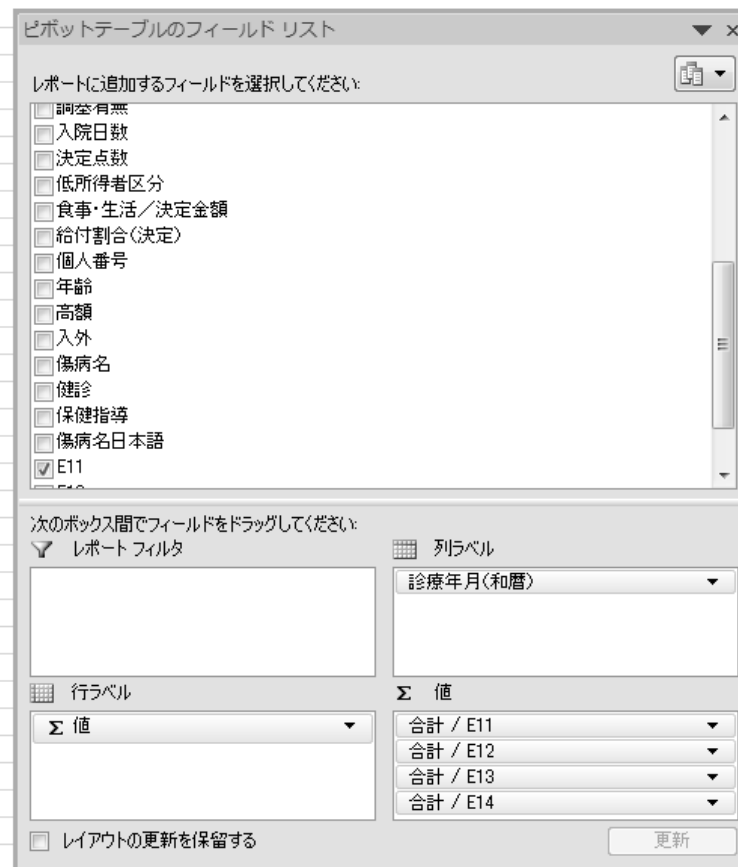 ピボットテーブルのフィールド リスト
レポートに追加するフィールドを選択してください:
調基有無
入院日数
決定点数
低所得者区分
食事・生活／決定金額
給付割合(決定)
個人番号
年齢
高額
入外
傷病名
健診
保健指導
傷病名日本語
E11
次のボックス間でフィールドをドラッグしてください:
レポート フィルタ
列ラベル
診療年月(和暦)
行ラベル
Σ 値
Σ 値
合計 / E11
合計 / E12
合計 / E13
合計 / E14
レイアウトの更新を保留する
更新